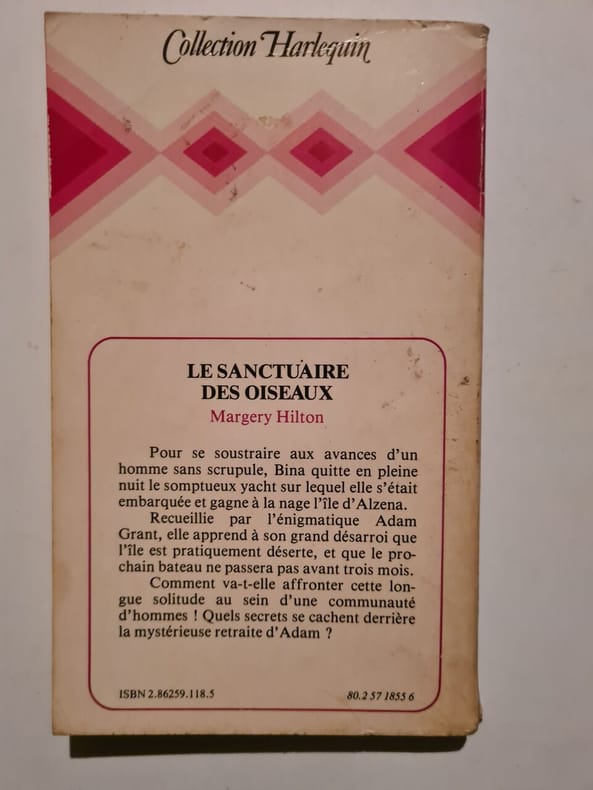 Collection Harlequin
LE SANCTUAIRE
DES OISEAUX
Margery Hilton
Pour se soustraire aux avances d'un
homme sans scrupule, Bina quitte en pleine
nuit le somptueux yacht sur lequel elle s'était
embarquée et gagne à la nage l'île d'Alzena.
Recueillie par l'énigmatique Adam
Grant, elle apprend à son grand désarroi que
l'île est pratiquement déserte, et que le pro-
chain bateau ne passera pas avant trois mois.
Comment va-t-elle affronter cette lon-
gue solitude au sein d'une communauté
d'hommes ! Quels secrets se cachent derrière
la mystérieuse retraite d'Adam ?
ISBN 2.86259.118.5 80.2 57 1855 6